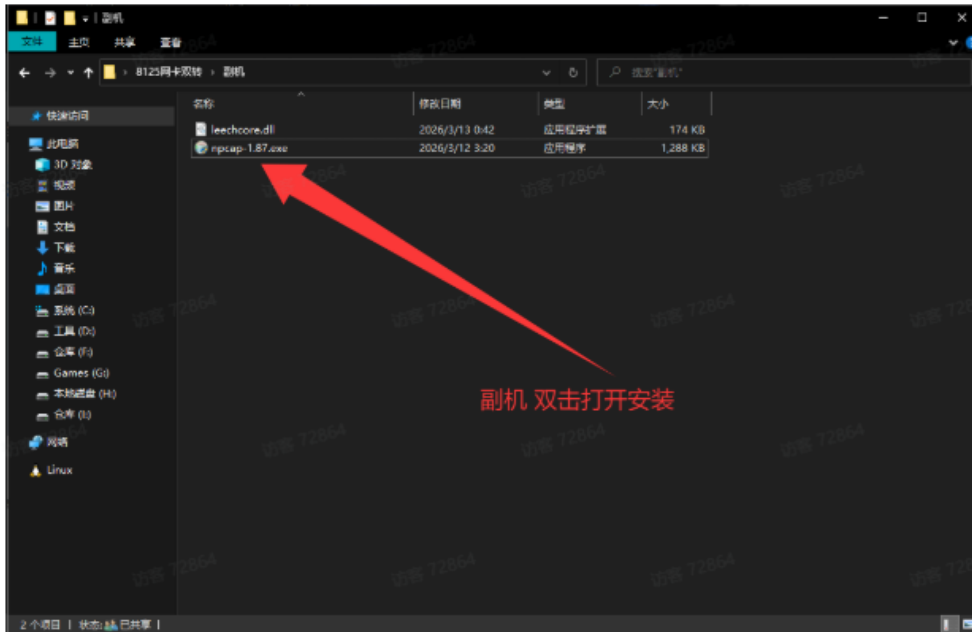 副机
文件 主页 共享 查看
8125网卡双转 › 副机
搜索"副机"
名称 修改日期 类型 大小
快速访问
leechcore.dll 2026/3/13 0:42 应用程序扩展 174 KB
npcap-1.87.exe 2026/3/12 3:20 应用程序 1,288 KB
此电脑
3D 对象
视频
图片
文档
下载
音乐
桌面
系统 (C:)
工具 (D:)
仓库 (F:)
Games (G:)
本地磁盘 (H:)
仓库 (I:)
网络
Linux
副机 双击打开安装
2 个项目 | 状态: 已共享 |
访客 72864